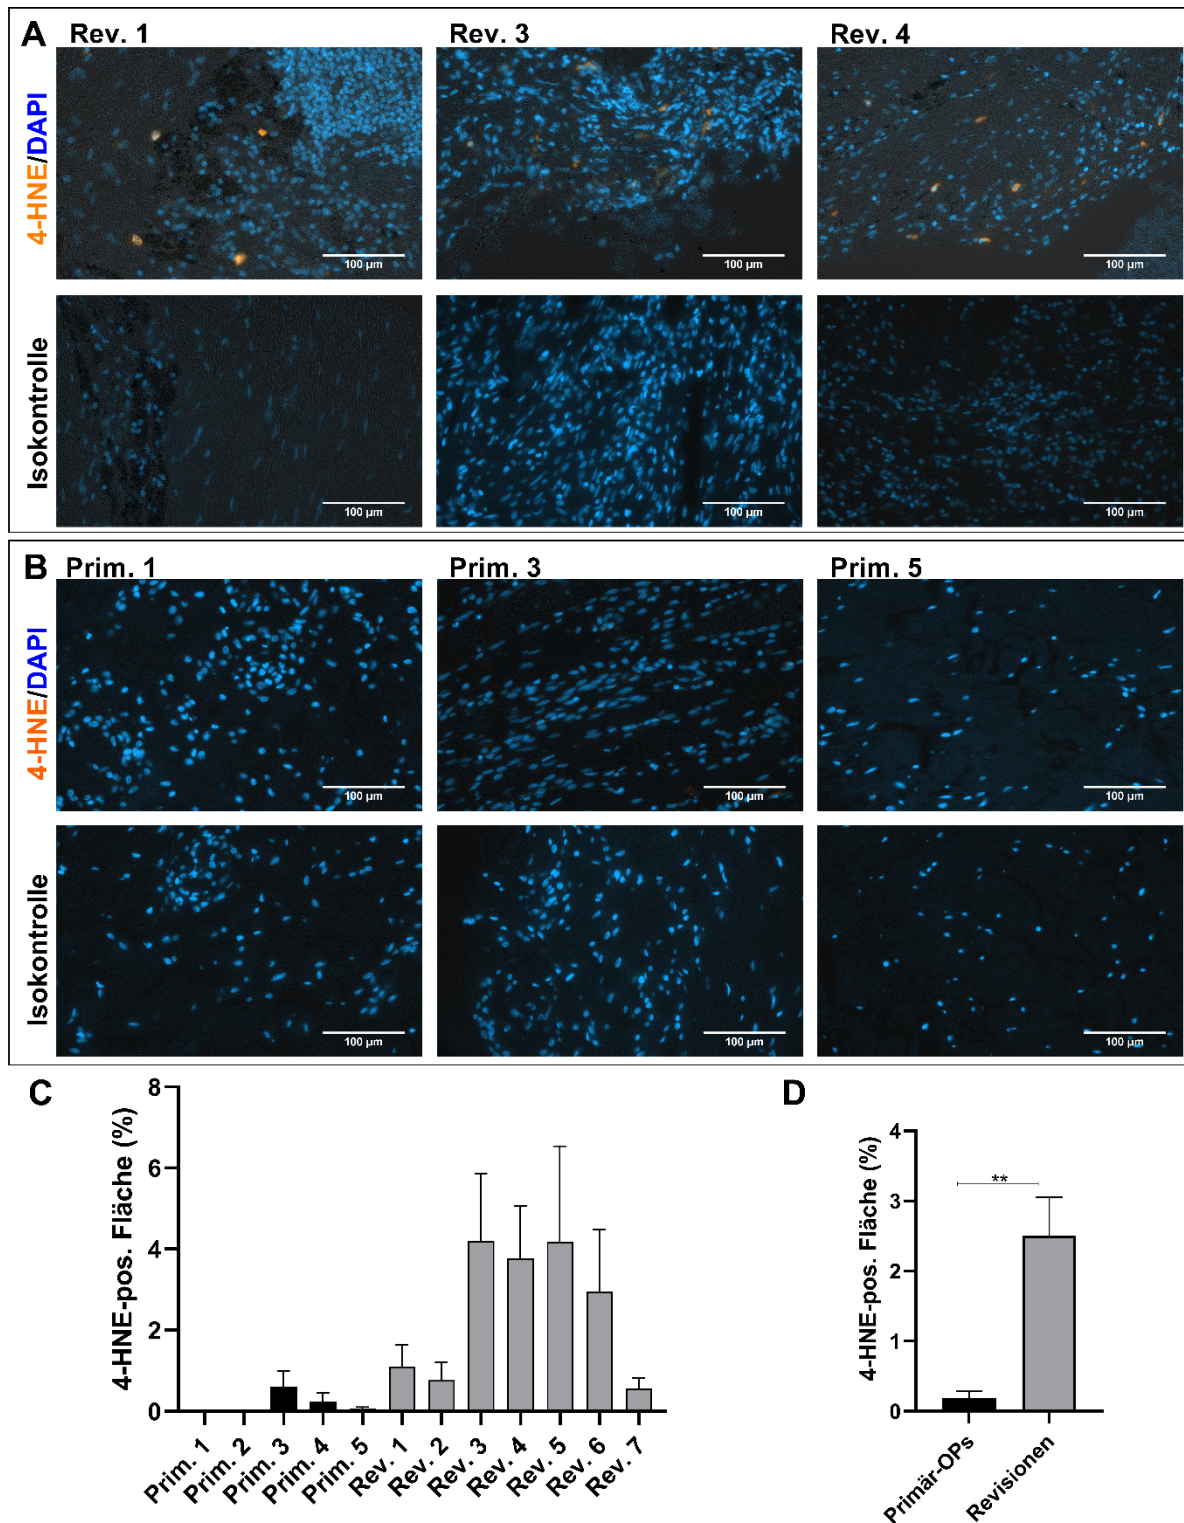 A
Rev. 1
Rev. 3
Rev. 4
4-HNE/DAPI
100 µm
100 µm
100 µm
Isokontrolle
100 µm
100 µm
100 µm
B
Prim. 1
Prim. 3
Prim. 5
4-HNE/DAPI
100 µm
100 µm
100 µm
Isokontrolle
100 µm
100 µm
100 µm
C
4-HNE-pos. Fläche (%)
8
6
4
2
0
Prim. 1
Prim. 2
Prim. 3
Prim. 4
Prim. 5
Rev. 1
Rev. 2
Rev. 3
Rev. 4
Rev. 5
Rev. 6
Rev. 7
D
4-HNE-pos. Fläche (%)
4
3
2
1
0
**
Primär-OPs
Revisionen